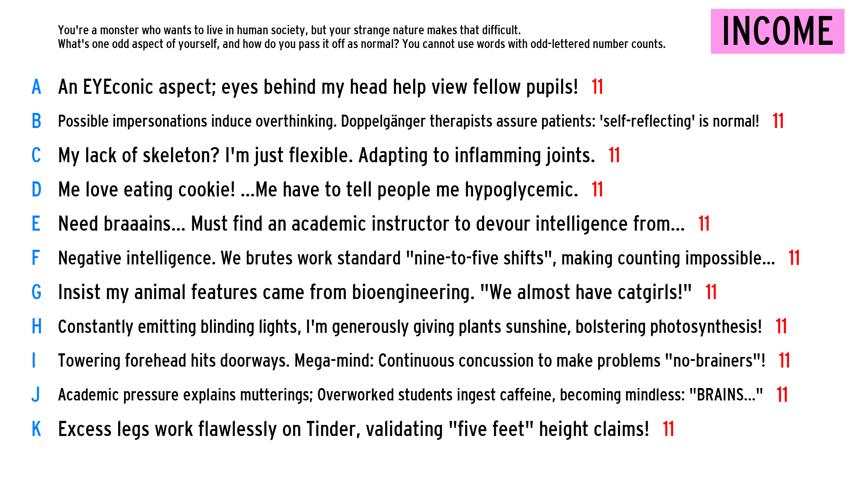 You're a monster who wants to live in human society, but your strange nature makes that difficult.
What's one odd aspect of yourself, and how do you pass it off as normal? You cannot use words with odd-lettered number counts.
INCOME
A An EYEconic aspect; eyes behind my head help view fellow pupils! 11
B Possible impersonations induce overthinking. Doppelgänger therapists assure patients: 'self-reflecting' is normal! 11
C My lack of skeleton? I'm just flexible. Adapting to inflamming joints. 11
D Me love eating cookie! ...Me have to tell people me hypoglycemic. 11
E Need braaains... Must find an academic instructor to devour intelligence from... 11
F Negative intelligence. We brutes work standard "nine-to-five shifts", making counting impossible... 11
G Insist my animal features came from bioengineering. "We almost have catgirls!" 11
H Constantly emitting blinding lights, I'm generously giving plants sunshine, bolstering photosynthesis! 11
I Towering forehead hits doorways. Mega-mind: Continuous concussion to make problems "no-brainers"! 11
J Academic pressure explains mutterings; Overworked students ingest caffeine, becoming mindless: "BRAINS..." 11
K Excess legs work flawlessly on Tinder, validating "five feet" height claims! 11